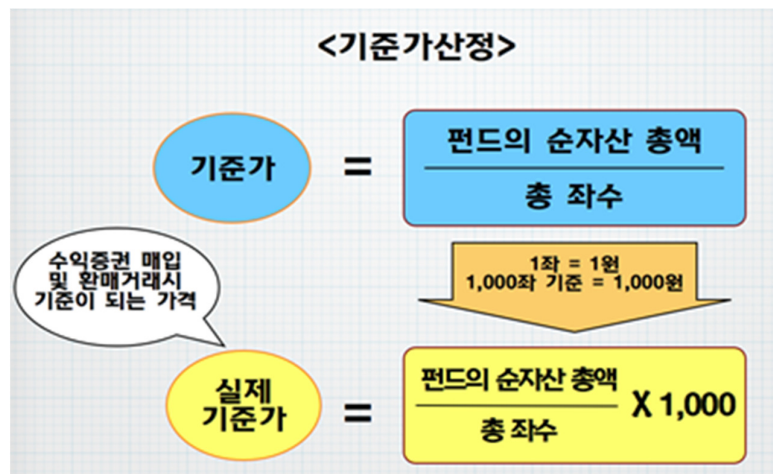 <기준가산정>
기준가
=
펀드의 순자산 총액
총 좌수
수익증권 매입
및 환매거래시
기준이 되는 가격
1좌 = 1원
1,000좌 기준 = 1,000원
실제
기준가
=
펀드의 순자산 총액
총 좌수
X 1,000